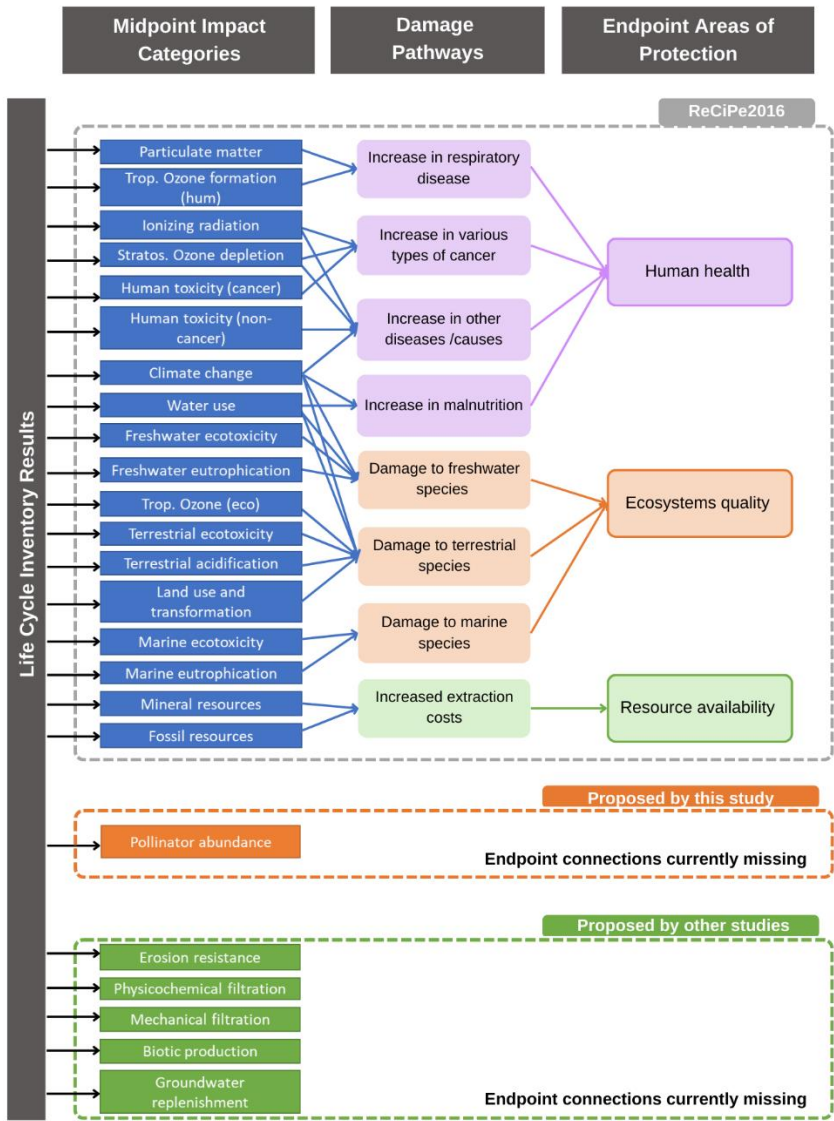 Midpoint Impact
Categories
Damage
Pathways
Endpoint Areas of
Protection
Life Cycle Inventory Results
ReCiPe2016
Particulate matter
Trop. Ozone formation
(hum)
Ionizing radiation
Stratos. Ozone depletion
Human toxicity (cancer)
Human toxicity (non-
cancer)
Climate change
Water use
Freshwater ecotoxicity
Freshwater eutrophication
Trop. Ozone (eco)
Terrestrial ecotoxicity
Terrestrial acidification
Land use and
transformation
Marine ecotoxicity
Marine eutrophication
Mineral resources
Fossil resources
Increase in respiratory
disease
Increase in various
types of cancer
Increase in other
diseases /causes
Increase in malnutrition
Damage to freshwater
species
Damage to terrestrial
species
Damage to marine
species
Increased extraction
costs
Human health
Ecosystems quality
Resource availability
Proposed by this study
Pollinator abundance
Endpoint connections currently missing
Proposed by other studies
Erosion resistance
Physicochemical filtration
Mechanical filtration
Biotic production
Groundwater
replenishment
Endpoint connections currently missing